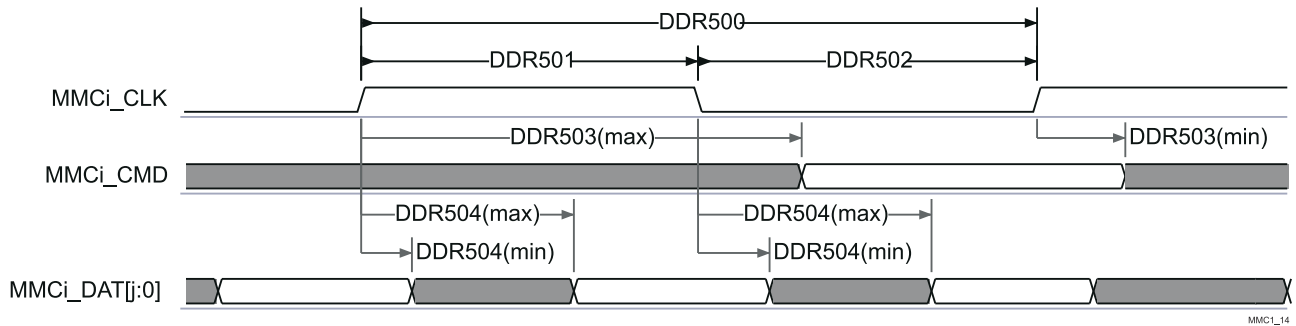 DDR500
DDR501 DDR502
MMCi_CLK
DDR503(max) DDR503(min)
MMCi_CMD
DDR504(max) DDR504(max)
DDR504(min) DDR504(min)
MMCi_DAT[j:0]
MMC1_14